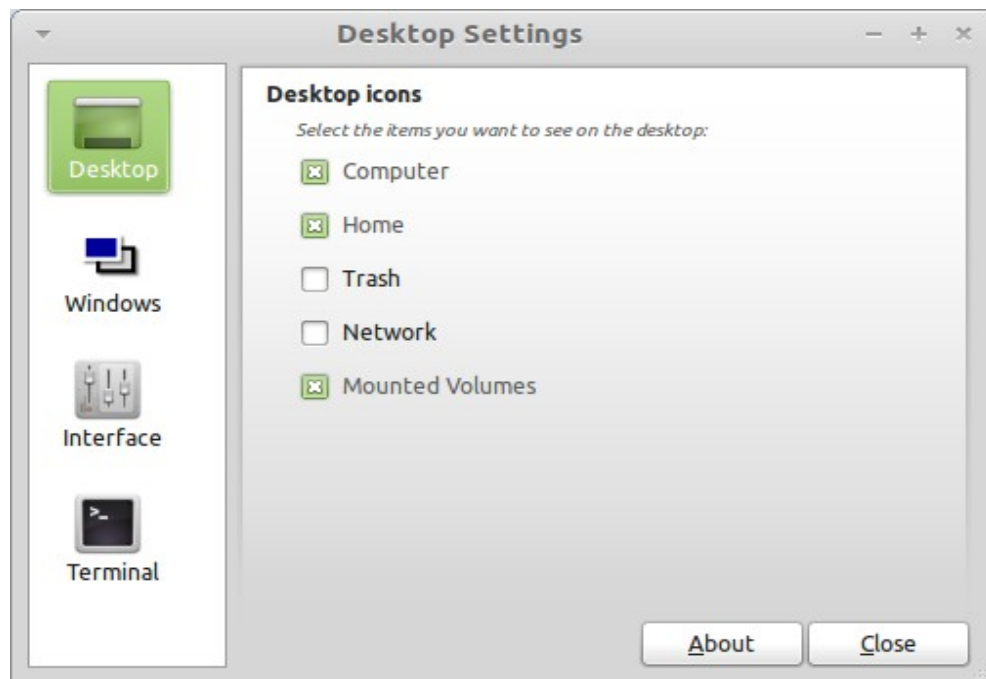 Desktop Settings
Desktop
Windows
Interface
>_
Terminal
Desktop icons
Select the items you want to see on the desktop:
Computer
Home
Trash
Network
Mounted Volumes
About
Close